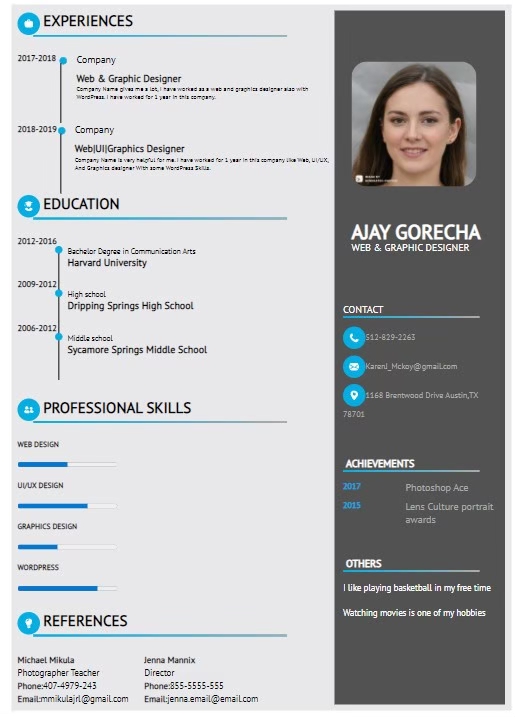 EXPERIENCES
2017-2018
Company
Web & Graphic Designer
Company Name gives me a lot, I have worked as a web and graphics designer also with
WordPress. I have worked for 1 year in this company.
2018-2019
Company
Web|UI|Graphics Designer
Company Name is very helpful for me. I have worked for 1 year in this company like Web, UI/UX,
And Graphics designer With some WordPress Skills.
EDUCATION
2012-2016
Bachelor Degree in Communication Arts
Harvard University
2009-2012
High school
Dripping Springs High School
2006-2012
Middle school
Sycamore Springs Middle School
PROFESSIONAL SKILLS
WEB DESIGN
UI/UX DESIGN
GRAPHICS DESIGN
WORDPRESS
REFERENCES
Michael Mikula
Photographer Teacher
Phone:407-4979-243
Email:mmikulajrl@gmail.com
Jenna Mannix
Director
Phone:855-5555-555
Email:jenna.email@email.com
AJAY GORECHA
WEB & GRAPHIC DESIGNER
CONTACT
512-829-2263
KarenJ_Mckoy@gmail.com
1168 Brentwood Drive Austin,TX
78701
ACHIEVEMENTS
2017 Photoshop Ace
2015 Lens Culture portrait
awards
OTHERS
I like playing basketball in my free time
Watching movies is one of my hobbies